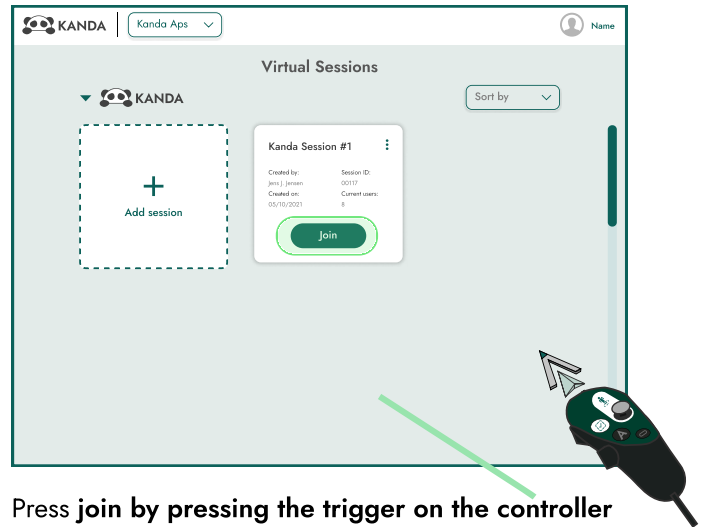 KANDA
Kanda Aps
Name
Virtual Sessions
KANDA
Sort by
Add session
Kanda Session #1
Created by:
Session ID:
Jens J. Jensen
00117
Created on:
Current users:
05/10/2021
8
Join
A
B
Press join by pressing the trigger on the controller